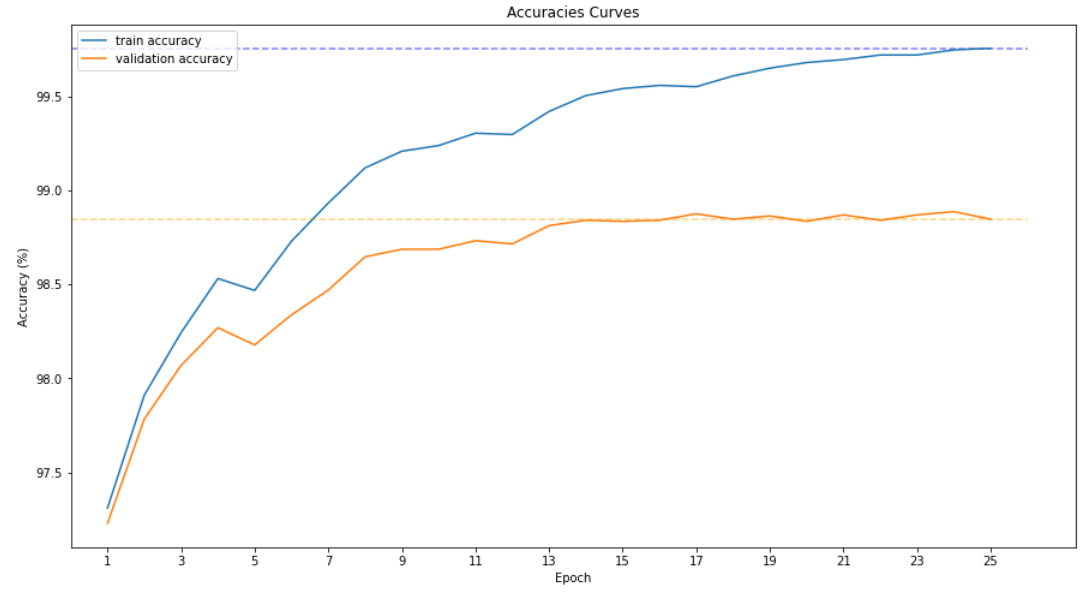 Accuracies Curves
train accuracy
validation accuracy
99.5
99.0
98.5
98.0
97.5
Accuracy (%)
1 3 5 7 9 11 13 15 17 19 21 23 25
Epoch